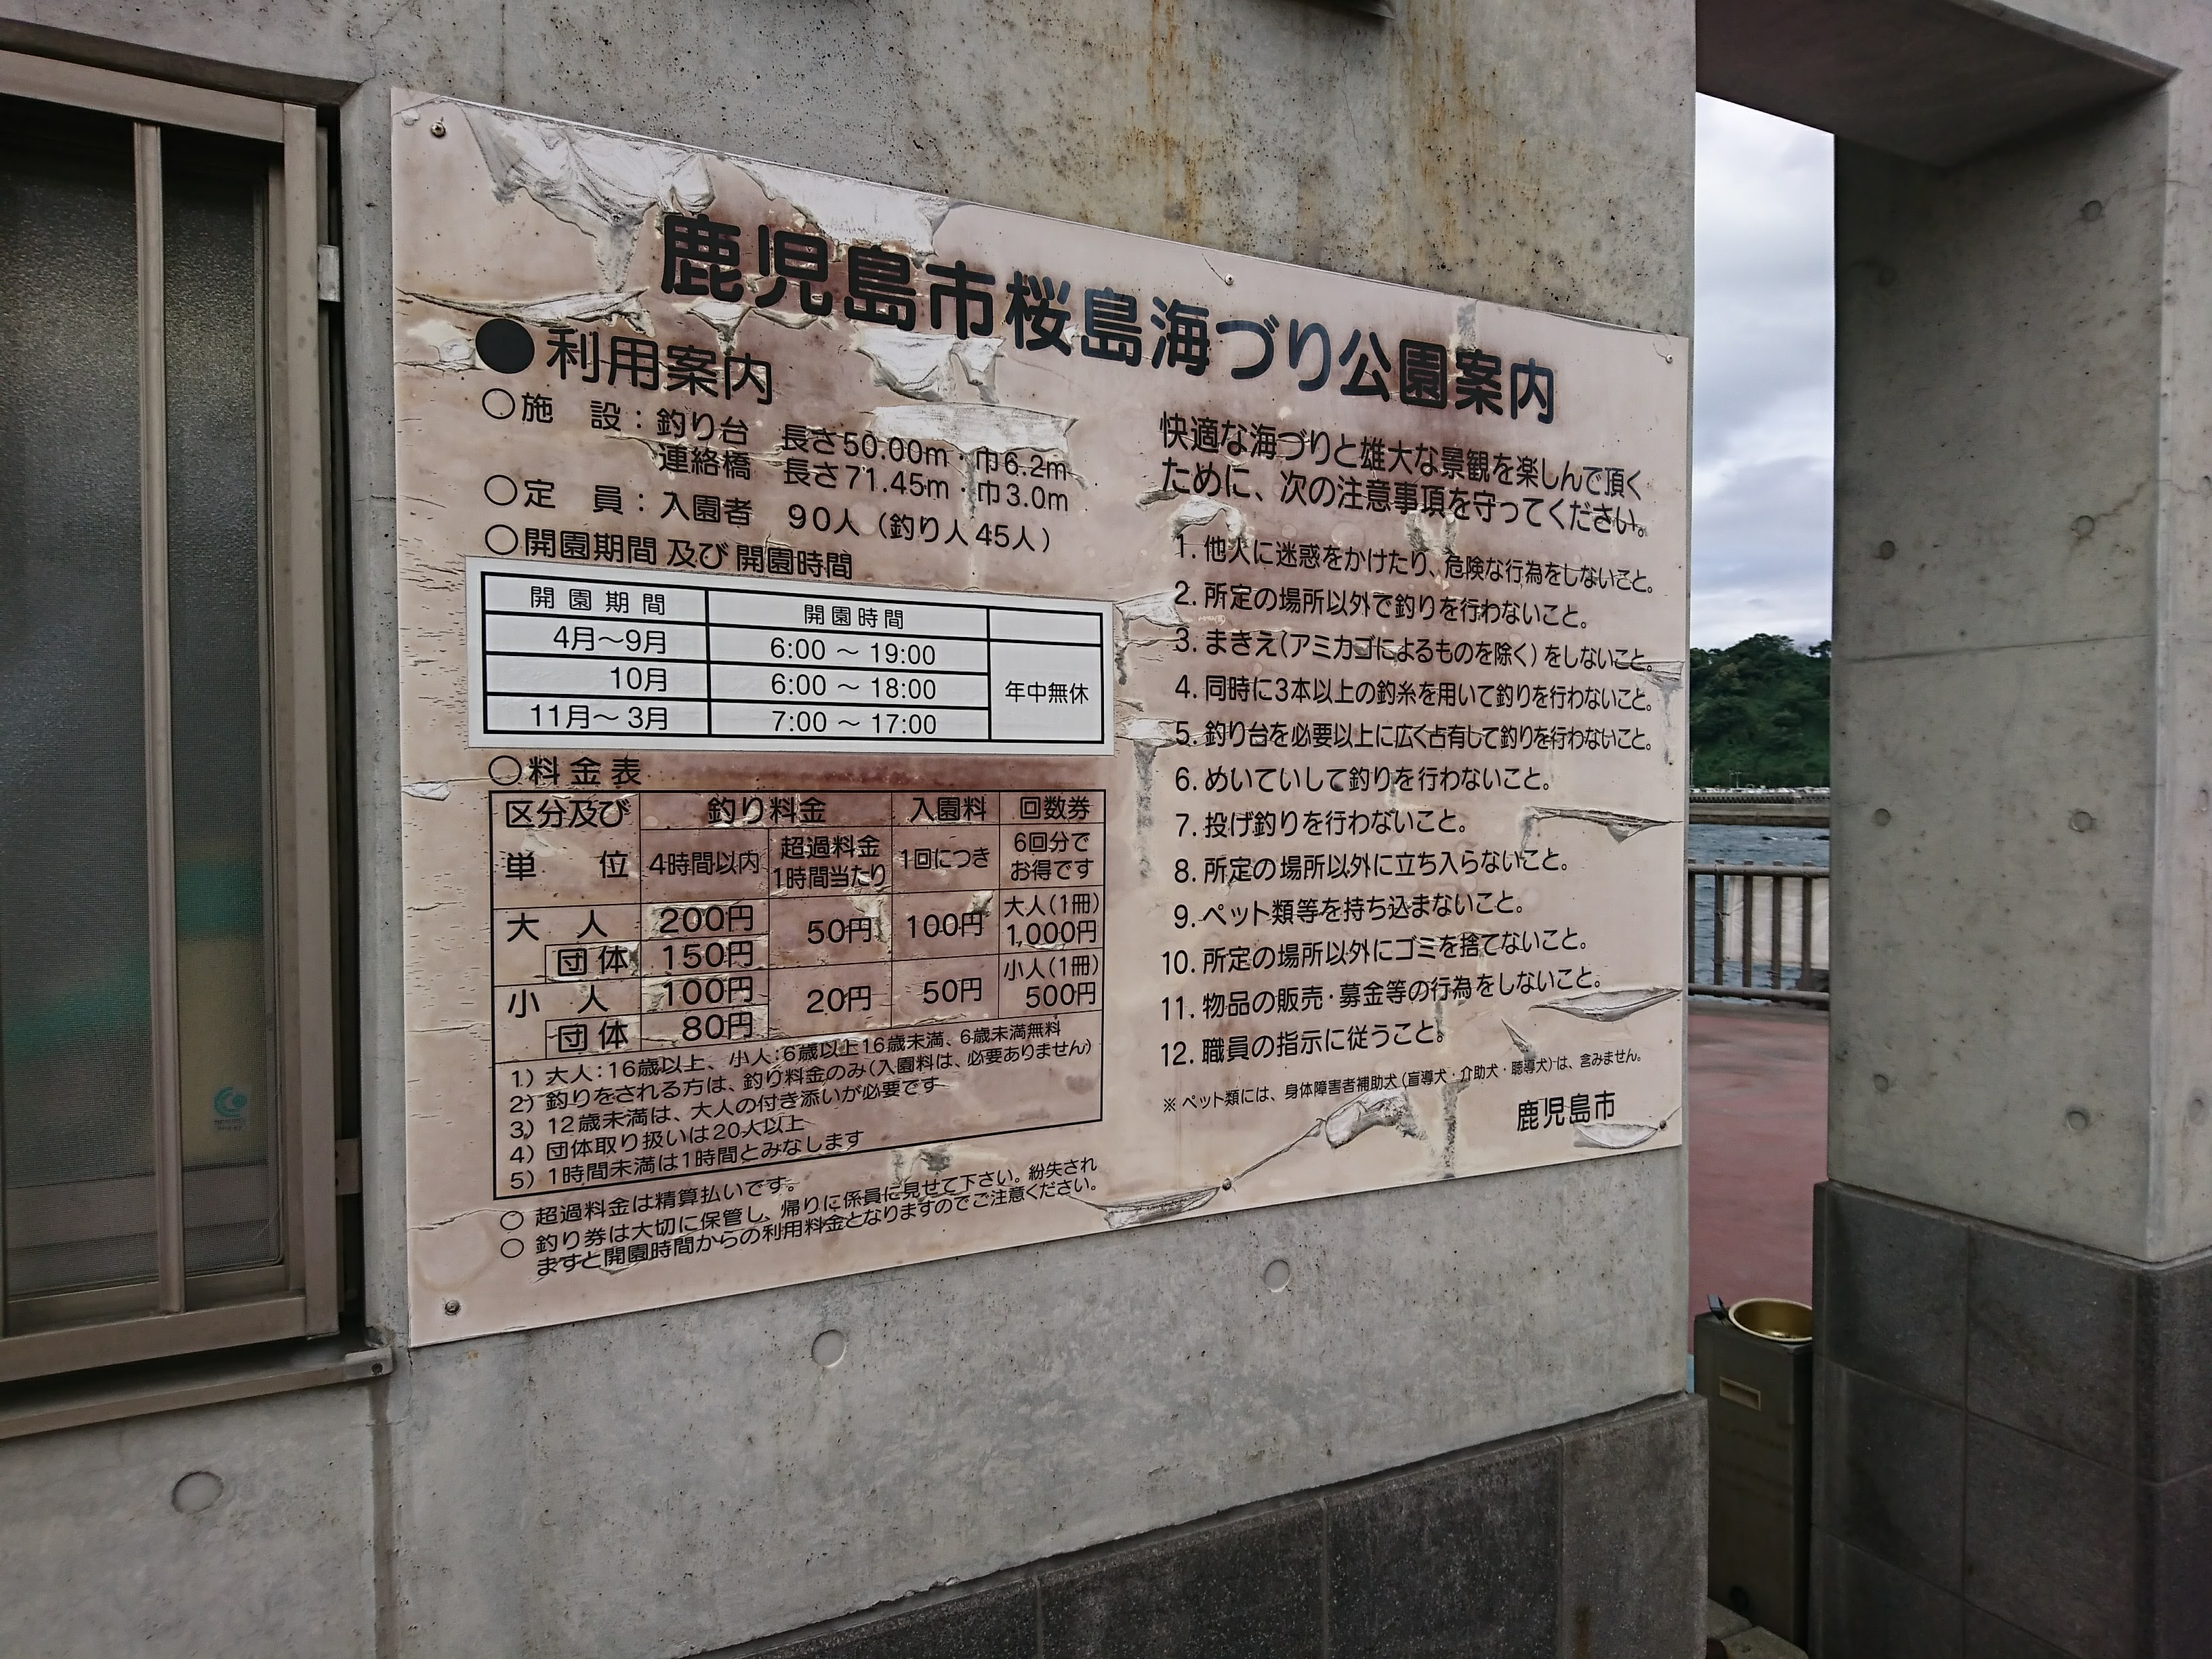 鹿児島市桜島海づり公園案内
●利用案内
○施 設：釣り台 長さ50.00m・巾6.2m
連絡橋 長さ71.45m・巾3.0m
○定 員：入園者 90人（釣り人45人）
○開園期間及び開園時間
開園期間 開園時間
4月～9月 6:00 ～ 19:00
10月 6:00 ～ 18:00 年中無休
11月～3月 7:00 ～ 17:00
○料金表
区分及び 釣り料金 入園料 回数券
単 位 4時間以内 超過料金 1時間当たり 1回につき 6回分で お得です
大 人 200円 50円 100円 大人(1冊) 1,000円
団体 150円
小 人 100円 20円 50円 小人(1冊) 500円
団体 80円
1）大人：16歳以上、小人：6歳以上16歳未満、6歳未満無料
2）釣りをされる方は、釣り料金のみ（入園料は、必要ありません）
3）12歳未満は、大人の付き添いが必要です
4）団体取り扱いは20人以上
5）1時間未満は1時間とみなします
○ 超過料金は精算払いです。
○ 釣り券は大切に保管し、帰りに係員に見せて下さい。紛失され
ますと開園時間からの利用料金となりますのでご注意ください。
快適な海づりと雄大な景観を楽しんで頂く
ために、次の注意事項を守ってください。
1. 他人に迷惑をかけたり、危険な行為をしないこと。
2. 所定の場所以外で釣りを行わないこと。
3. まきえ（アミカゴによるものを除く）をしないこと。
4. 同時に3本以上の釣糸を用いて釣りを行わないこと。
5. 釣り台を必要以上に広く占有して釣りを行わないこと。
6. めいていして釣りを行わないこと。
7. 投げ釣りを行わないこと。
8. 所定の場所以外に立ち入らないこと。
9. ペット類等を持ち込まないこと。
10. 所定の場所以外にゴミを捨てないこと。
11. 物品の販売・募金等の行為をしないこと。
12. 職員の指示に従うこと。
※ ペット類には、身体障害者補助犬（盲導犬・介助犬・聴導犬）は、含みません。
鹿児島市